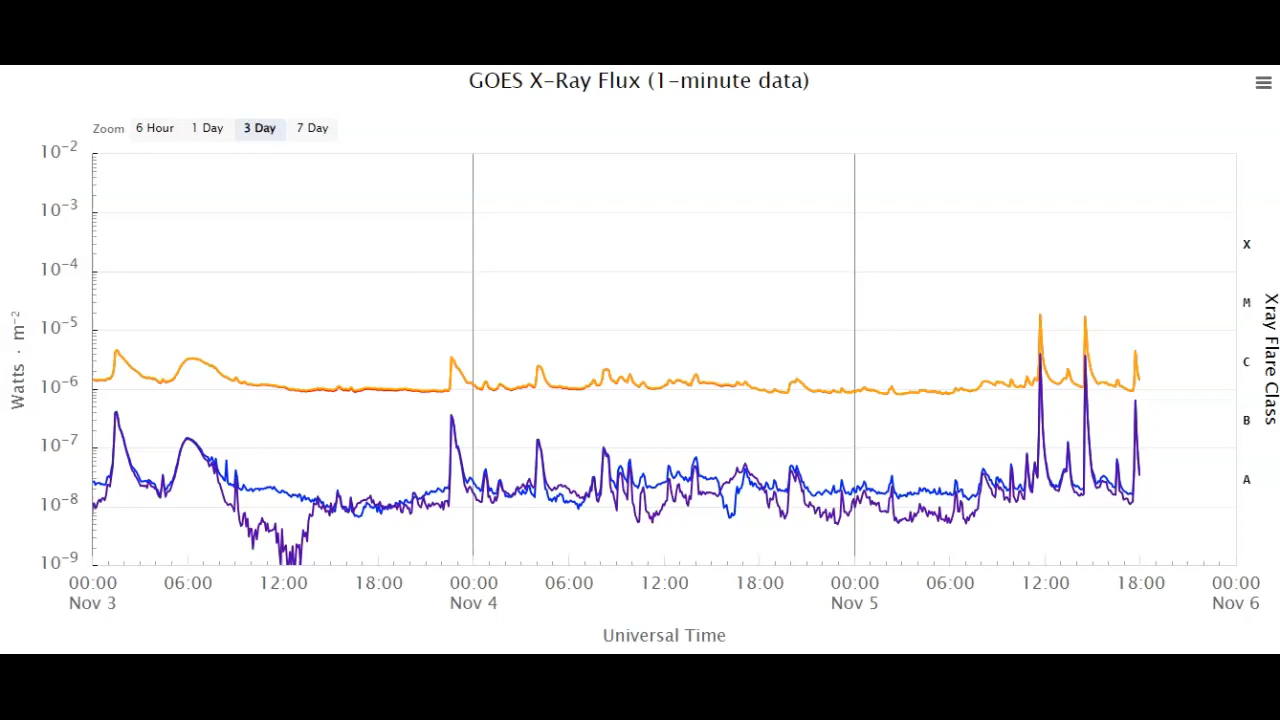 GOES X-Ray Flux (1-minute data)
Zoom 6 Hour 1 Day 3 Day 7 Day
10⁻²
10⁻³
10⁻⁴
10⁻⁵
10⁻⁶
10⁻⁷
10⁻⁸
10⁻⁹
Watts · m⁻²
X
M
C
B
A
Xray Flare Class
00:00 06:00 12:00 18:00 00:00 06:00 12:00 18:00 00:00 06:00 12:00 18:00 00:00
Nov 3 Nov 4 Nov 5 Nov 6
Universal Time